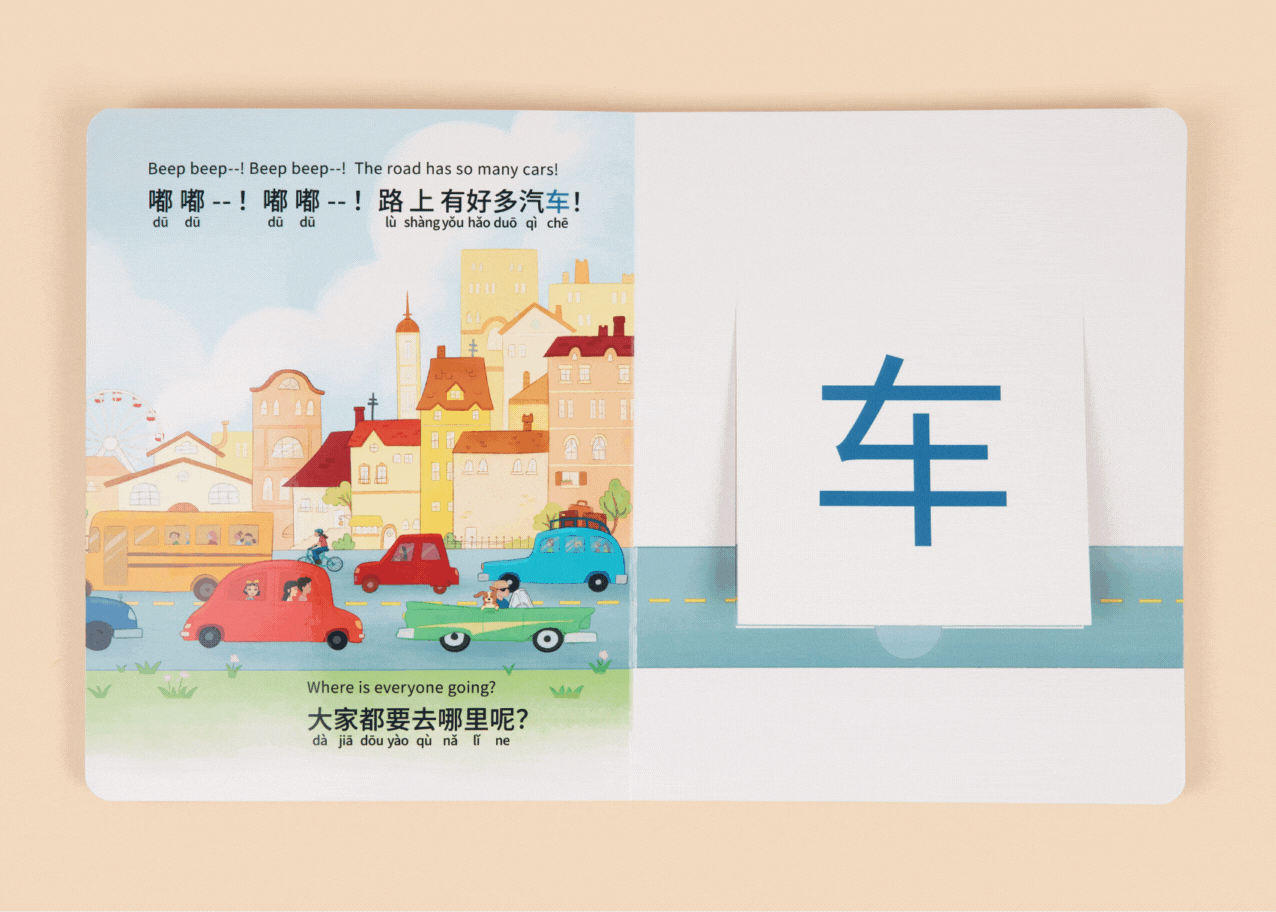 Beep beep--! Beep beep--! The road has so many cars!
嘟嘟--！嘟嘟--！路上有好多汽车！
dū dū dū dū lù shàng yǒu hǎo duō qì chē
Where is everyone going?
大家都要去哪里呢？
dà jiā dōu yào qù nǎ lǐ ne
车